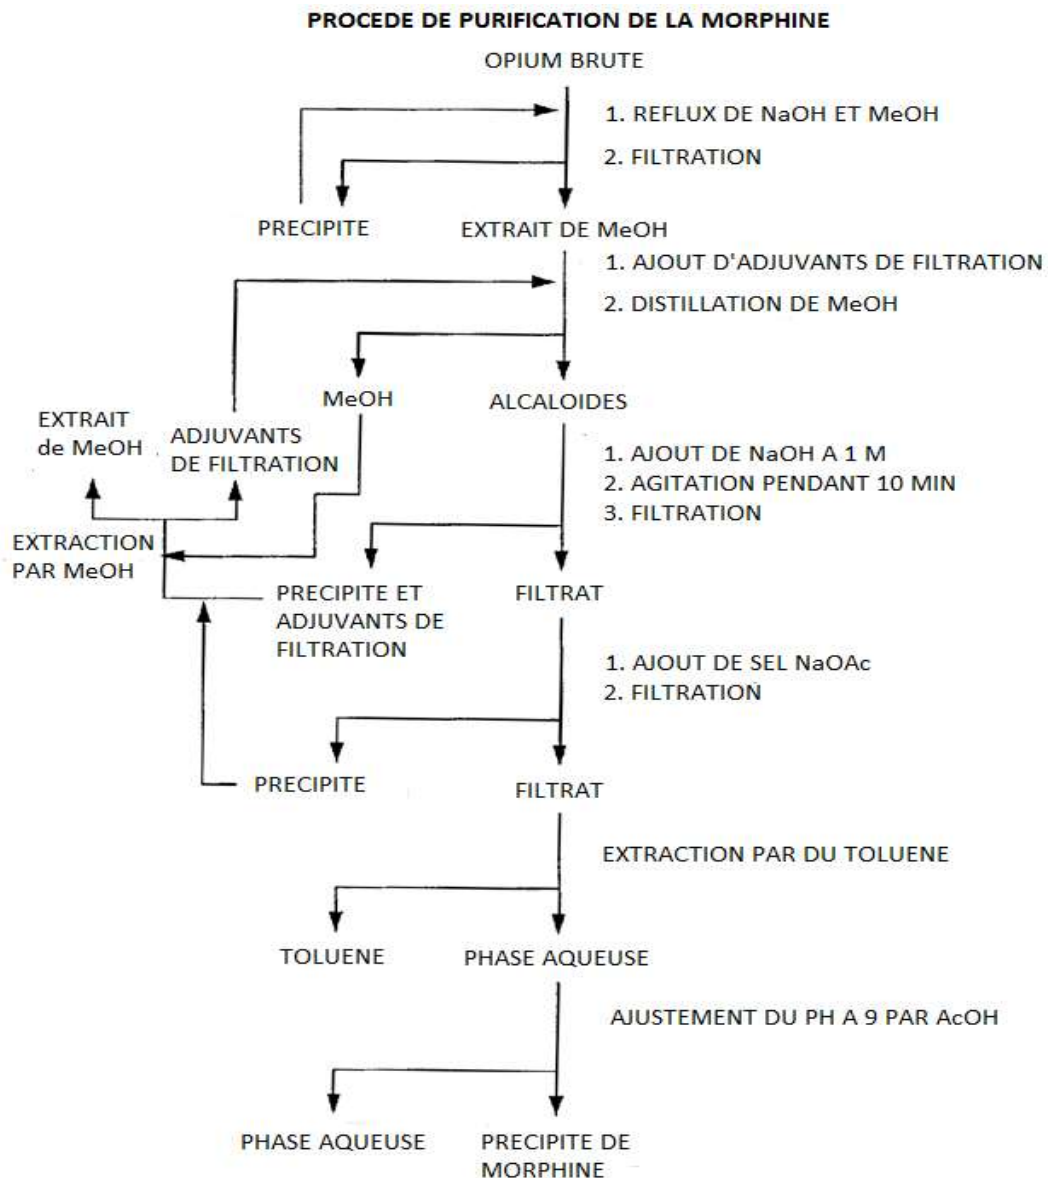 PROCEDE DE PURIFICATION DE LA MORPHINE
OPIUM BRUTE
1. REFLUX DE NaOH ET MeOH
2. FILTRATION
PRECIPITE
EXTRAIT DE MeOH
1. AJOUT D'ADJUVANTS DE FILTRATION
2. DISTILLATION DE MeOH
MeOH
ALCALOIDES
EXTRAIT
de MeOH
ADJUVANTS
DE FILTRATION
1. AJOUT DE NaOH A 1 M
2. AGITATION PENDANT 10 MIN
3. FILTRATION
EXTRACTION
PAR MeOH
PRECIPITE ET
ADJUVANTS DE
FILTRATION
FILTRAT
1. AJOUT DE SEL NaOAc
2. FILTRATION
PRECIPITE
FILTRAT
EXTRACTION PAR DU TOLUENE
TOLUENE
PHASE AQUEUSE
AJUSTEMENT DU PH A 9 PAR AcOH
PHASE AQUEUSE
PRECIPITE DE
MORPHINE